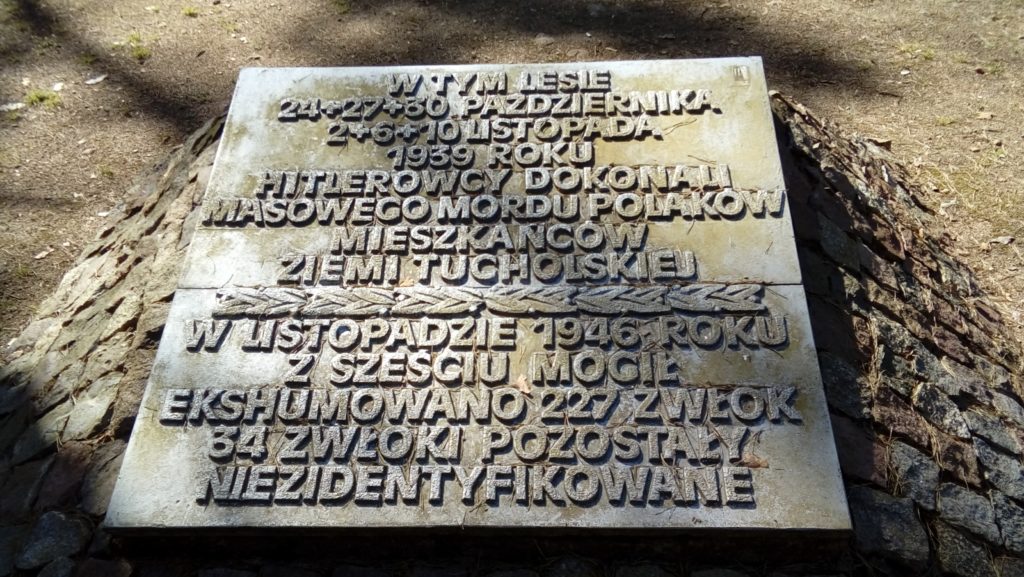 W TYM LESIE
24+27+30 PAŹDZIERNIKA
2+6+10 LISTOPADA
1939 ROKU
HITLEROWCY DOKONALI
MASOWEGO MORDU POLAKÓW
MIESZKAŃCÓW
ZIEMI TUCHOLSKIEJ
W LISTOPADZIE 1946 ROKU
Z SZEŚCIU MOGIŁ
EKSHUMOWANO 227 ZWŁOK
34 ZWŁOKI POZOSTAŁY
NIEZIDENTYFIKOWANE